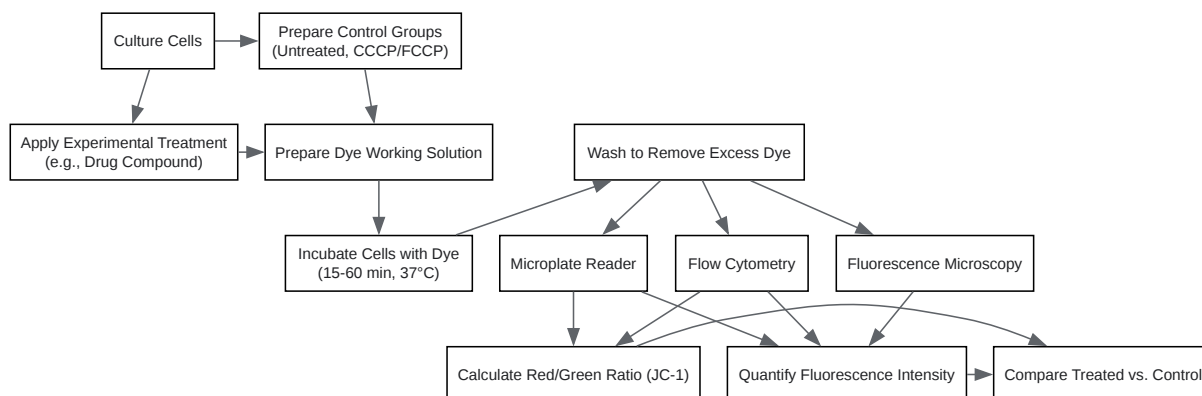 Culture Cells
Prepare Control Groups
(Untreated, CCCP/FCCP)
Apply Experimental Treatment
(e.g., Drug Compound)
Prepare Dye Working Solution
Wash to Remove Excess Dye
Incubate Cells with Dye
(15-60 min, 37°C)
Microplate Reader
Flow Cytometry
Fluorescence Microscopy
Calculate Red/Green Ratio (JC-1)
Quantify Fluorescence Intensity
Compare Treated vs. Control